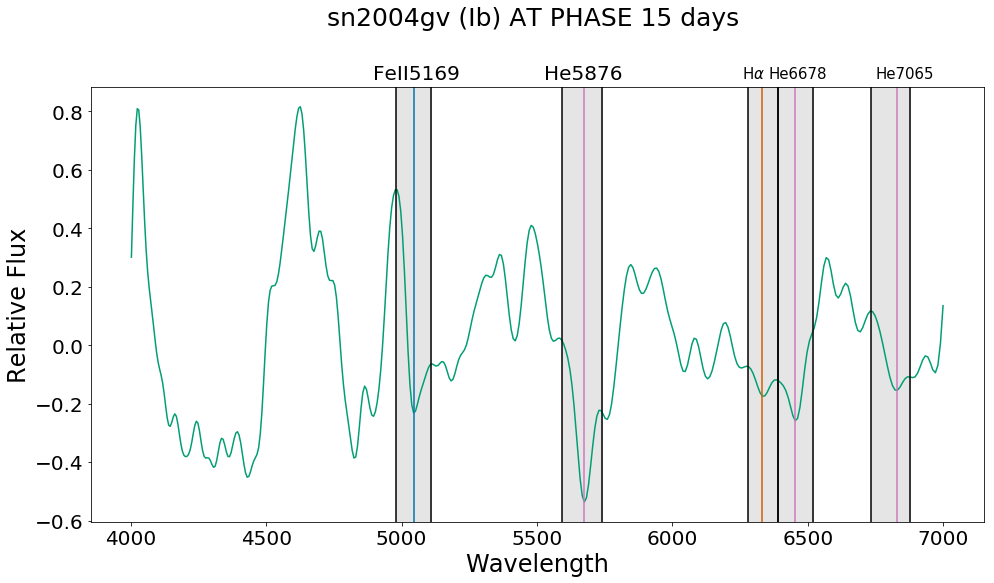 sn2004gv (Ib) AT PHASE 15 days
FeII5169 He5876 Hα He6678 He7065
0.8
0.6
0.4
0.2
0.0
−0.2
−0.4
−0.6
Relative Flux
4000 4500 5000 5500 6000 6500 7000
Wavelength